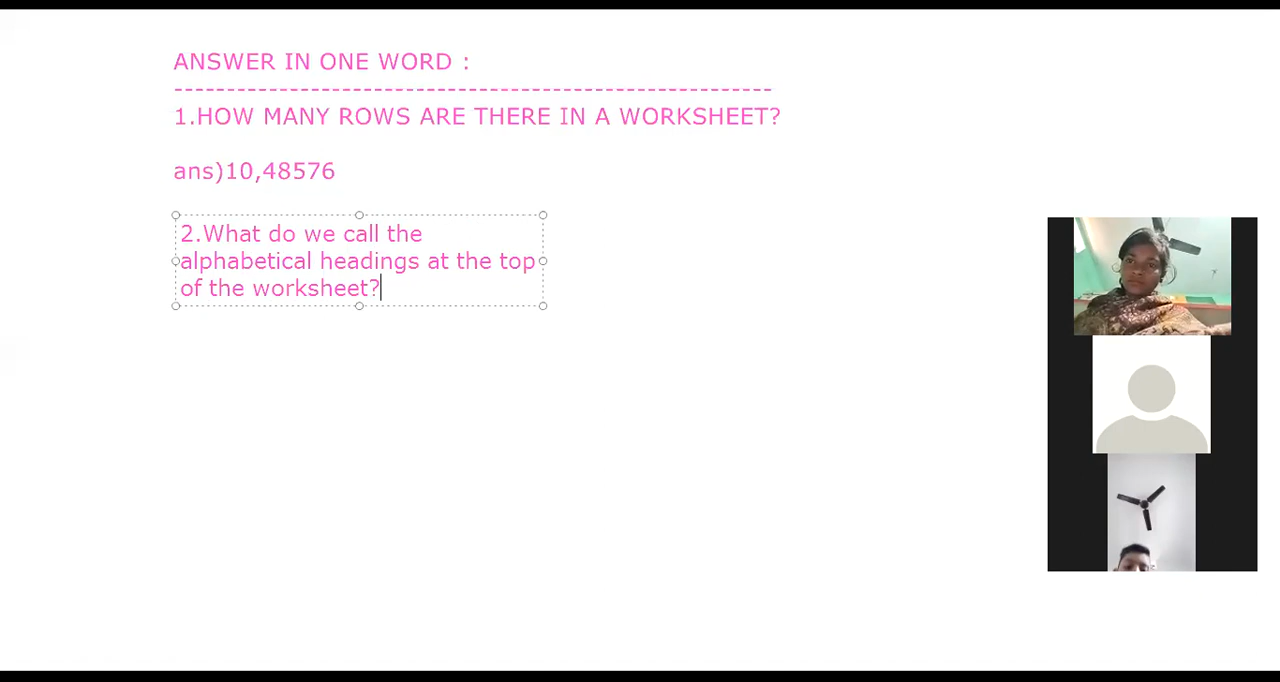 ANSWER IN ONE WORD :
---------------------------------------------------------
1.HOW MANY ROWS ARE THERE IN A WORKSHEET?
ans)10,48576
2.What do we call the
alphabetical headings at the top
of the worksheet?